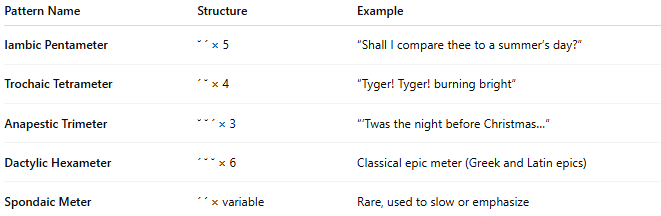 Pattern Name Structure Example
Iambic Pentameter ˘ ´ × 5 “Shall I compare thee to a summer’s day?”
Trochaic Tetrameter ´ ˘ × 4 “Tyger! Tyger! burning bright”
Anapestic Trimeter ˘ ˘ ´ × 3 “’Twas the night before Christmas...”
Dactylic Hexameter ´ ˘ ˘ × 6 Classical epic meter (Greek and Latin epics)
Spondaic Meter ´ ´ × variable Rare, used to slow or emphasize